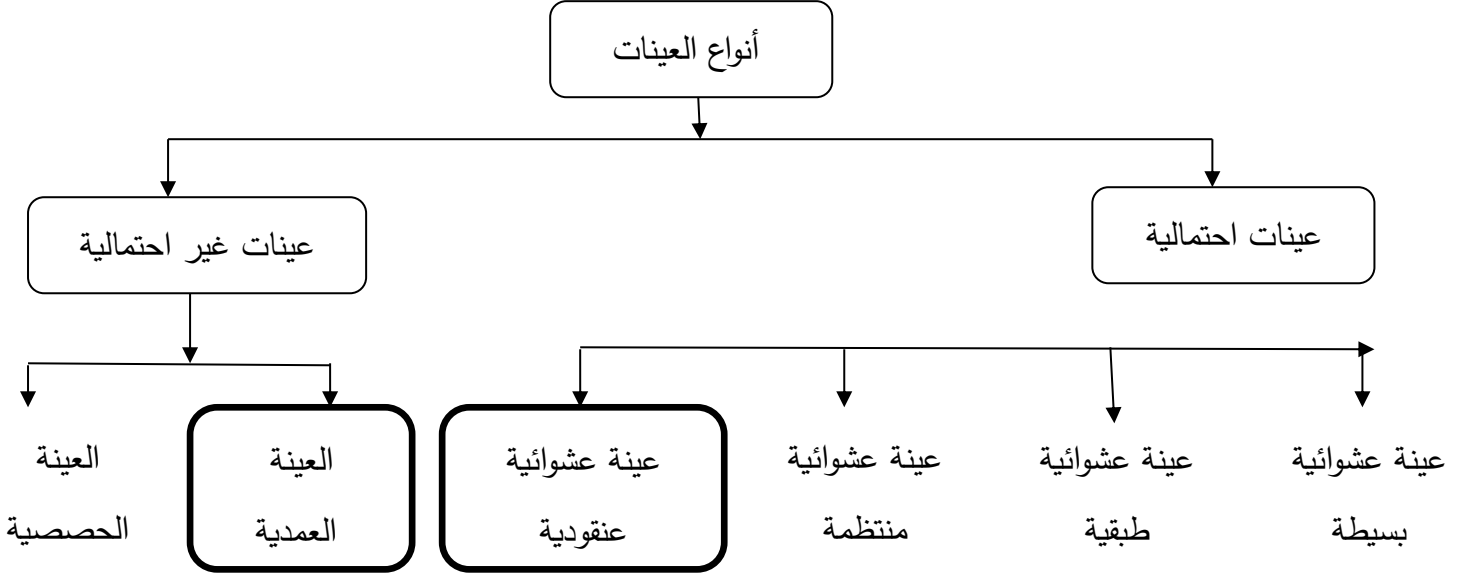 أنواع العينات
عينات احتمالية
عينات غير احتمالية
عينة عشوائية
بسيطة
عينة عشوائية
طبقية
عينة عشوائية
منتظمة
عينة عشوائية
عنقودية
العينة
العمدية
العينة
الحصصية